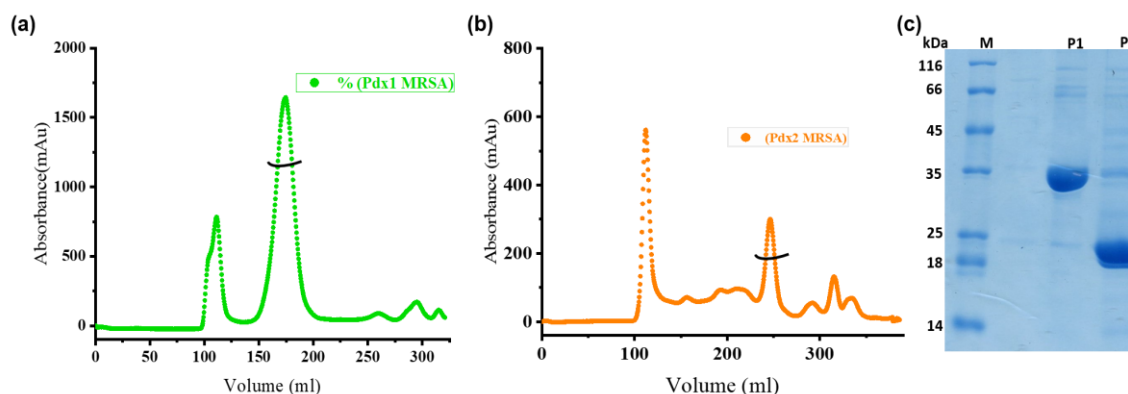 (a)
2000
1500
1000
500
0
Absorbance(mAu)
% (Pdx1 MRSA)
0 50 100 150 200 250 300
Volume (ml)
(b)
800
600
400
200
0
Absorbance (mAu)
(Pdx2 MRSA)
0 100 200 300
Volume (ml)
(c)
kDa M P1 P
116
66
45
35
25
18
14